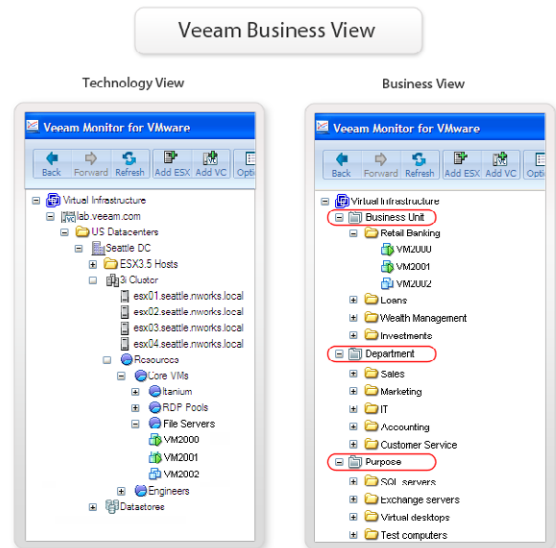 Veeam Business View
Technology View
Veeam Monitor for VMware
Back Forward Refresh Add ESX Add VC Opti
Virtual Infrastructure
lab.veeam.com
US Datacenters
Seattle DC
ESX3.5 Hosts
3i Cluster
esx01.seattle.nworks.local
esx02.seattle.nworks.local
esx03.seattle.nworks.local
esx04.seattle.nworks.local
Resources
Core VMs
Itanium
RDP Pools
File Servers
VM2000
VM2001
VM2002
Engineers
Datastores
Business View
Veeam Monitor for VMware
Back Forward Refresh Add ESX Add VC Opti
Virtual Infrastructure
Business Unit
Retail Banking
VM2000
VM2001
VM2002
Loans
Wealth Management
Investments
Department
Sales
Marketing
IT
Accounting
Customer Service
Purpose
SQL servers
Exchange servers
Virtual desktops
Test computers